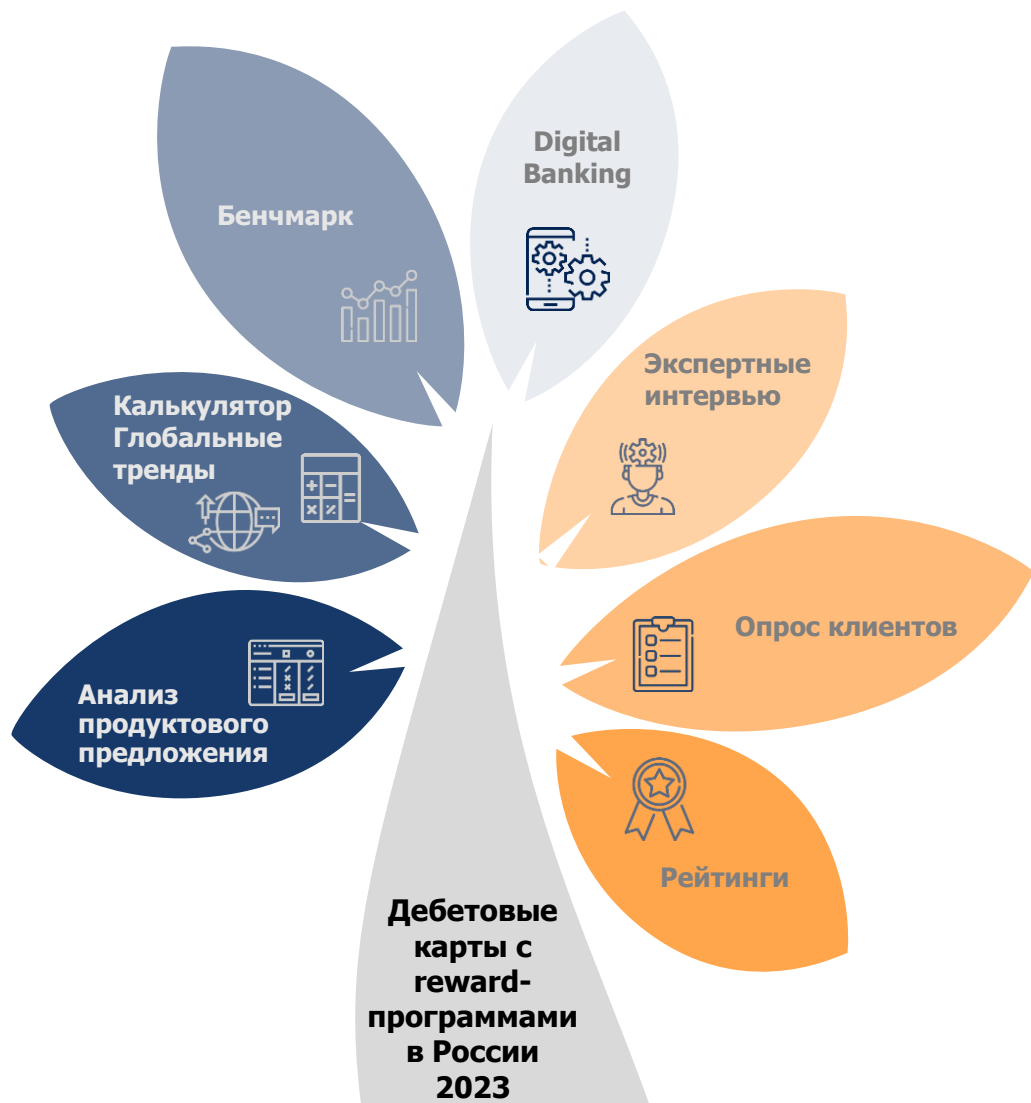 Digital
Banking
Бенчмарк
Экспертные
интервью
Калькулятор
Глобальные
тренды
Опрос клиентов
Анализ
продуктового
предложения
Рейтинги
Дебетовые
карты с
reward-
программами
в России
2023